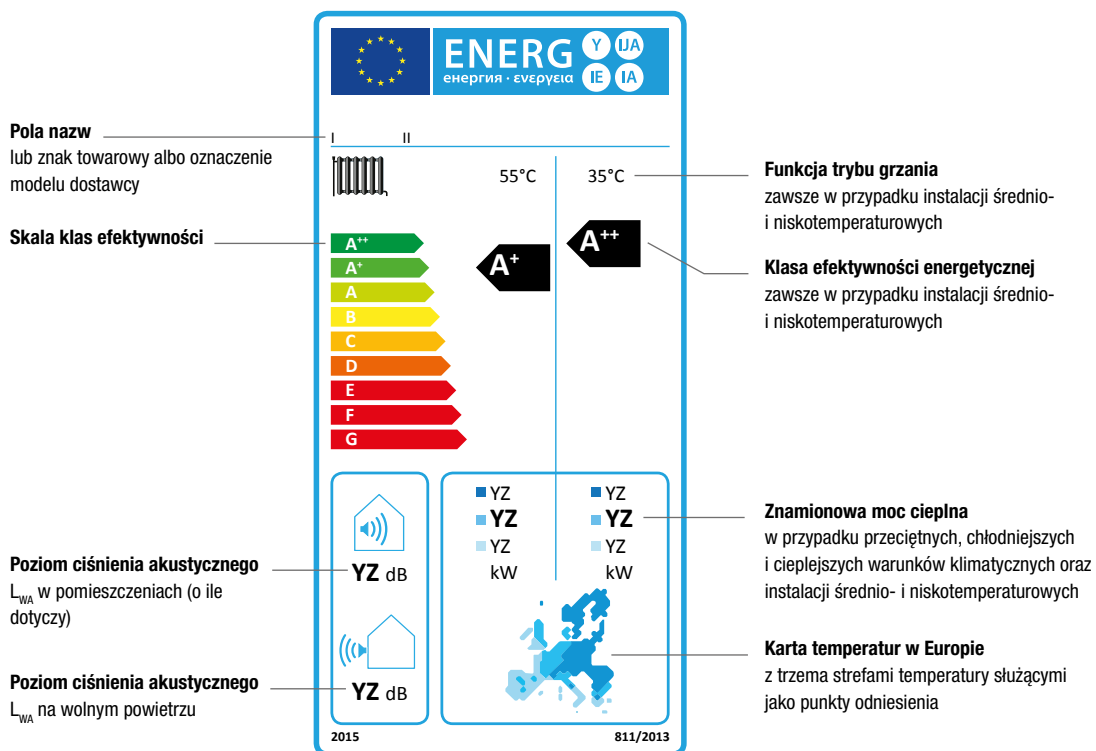 ENERG Y IJA
енергия · ενεργεια IE IA
Pola nazw
lub znak towarowy albo oznaczenie
modelu dostawcy
I II
55°C 35°C
Funkcja trybu grzania
zawsze w przypadku instalacji średnio-
i niskotemperaturowych
Skala klas efektywności
A++
A+
A
B
C
D
E
F
G
A+
A++
Klasa efektywności energetycznej
zawsze w przypadku instalacji średnio-
i niskotemperaturowych
Poziom ciśnienia akustycznego
LWA w pomieszczeniach (o ile
dotyczy)
YZ dB
Poziom ciśnienia akustycznego
LWA na wolnym powietrzu
YZ dB
YZ YZ
YZ YZ
YZ YZ
kW kW
Znamionowa moc cieplna
w przypadku przeciętnych, chłodniejszych
i cieplejszych warunków klimatycznych oraz
instalacji średnio- i niskotemperaturowych
Karta temperatur w Europie
z trzema strefami temperatury służącymi
jako punkty odniesienia
2015 811/2013